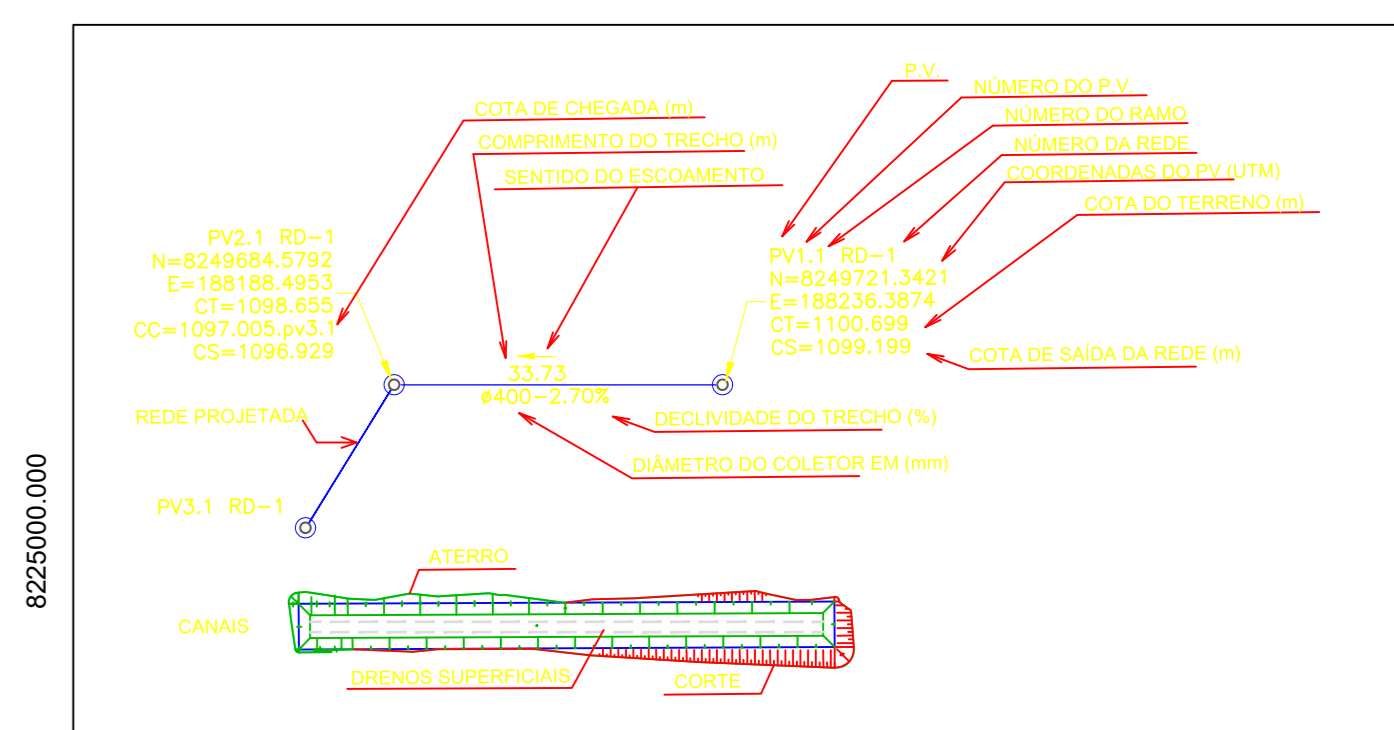 P.V.
NÚMERO DO P.V.
COTA DE CHEGADA (m)
NÚMERO DO RAMO
COMPRIMENTO DO TRECHO (m)
NÚMERO DA REDE
SENTIDO DO ESCOAMENTO
COORDENADAS DO PV (UTM)
COTA DO TERRENO (m)
PV2.1 RD-1
N=8249684.5792
E=188188.4953
CT=1098.655
CC=1097.005.pv3.1
CS=1096.929
PV1.1 RD-1
N=8249721.3421
E=188236.3874
CT=1100.699
CS=1099.199
COTA DE SAÍDA DA REDE (m)
33.73
ø400-2.70%
REDE PROJETADA
DECLIVIDADE DO TRECHO (%)
DIÂMETRO DO COLETOR EM (mm)
PV3.1 RD-1
8225000.000
ATERRO
CANAIS
DRENOS SUPERFICIAIS
CORTE